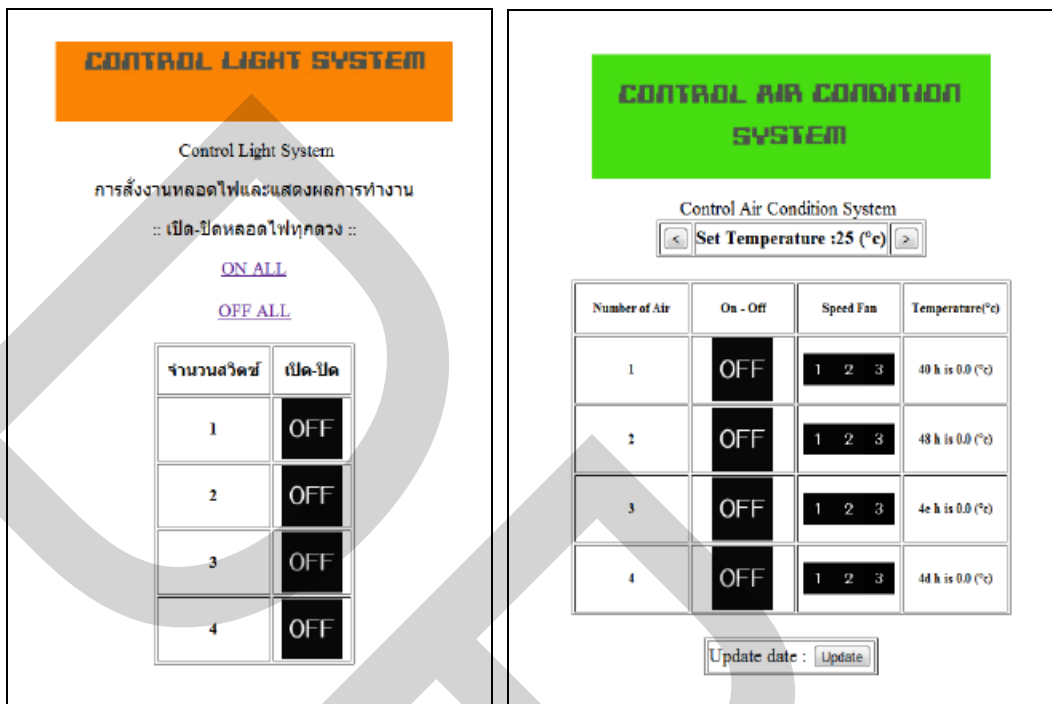 CONTROL LIGHT SYSTEM
Control Light System
การสั่งงานหลอดไฟและแสดงผลการทำงาน
:: เปิด-ปิดหลอดไฟทุกดวง ::
ON ALL
OFF ALL
จำนวนสวิตช์ เปิด-ปิด
1 OFF
2 OFF
3 OFF
4 OFF
CONTROL AIR CONDITION
SYSTEM
Control Air Condition System
< Set Temperature :25 (°c) >
Number of Air On - Off Speed Fan Temperature(°c)
1 OFF 1 2 3 40 h is 0.0 (°c)
2 OFF 1 2 3 48 h is 0.0 (°c)
3 OFF 1 2 3 4e h is 0.0 (°c)
4 OFF 1 2 3 4d h is 0.0 (°c)
Update date : Update